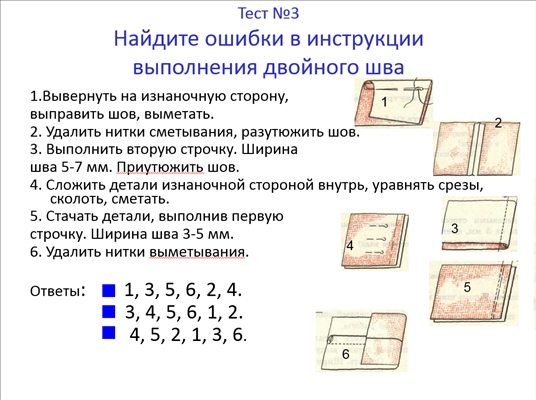 Тест №3
Найдите ошибки в инструкции
выполнения двойного шва
1.Вывернуть на изнаночную сторону,
выправить шов, выметать.
2. Удалить нитки сметывания, разутюжить шов.
3. Выполнить вторую строчку. Ширина
шва 5-7 мм. Приутюжить шов.
4. Сложить детали изнаночной стороной внутрь, уравнять срезы,
сколоть, сметать.
5. Стачать детали, выполнив первую
строчку. Ширина шва 3-5 мм.
6. Удалить нитки выметывания.
Ответы:
1, 3, 5, 6, 2, 4.
3, 4, 5, 6, 1, 2.
4, 5, 2, 1, 3, 6.
1
2
3
4
5
6